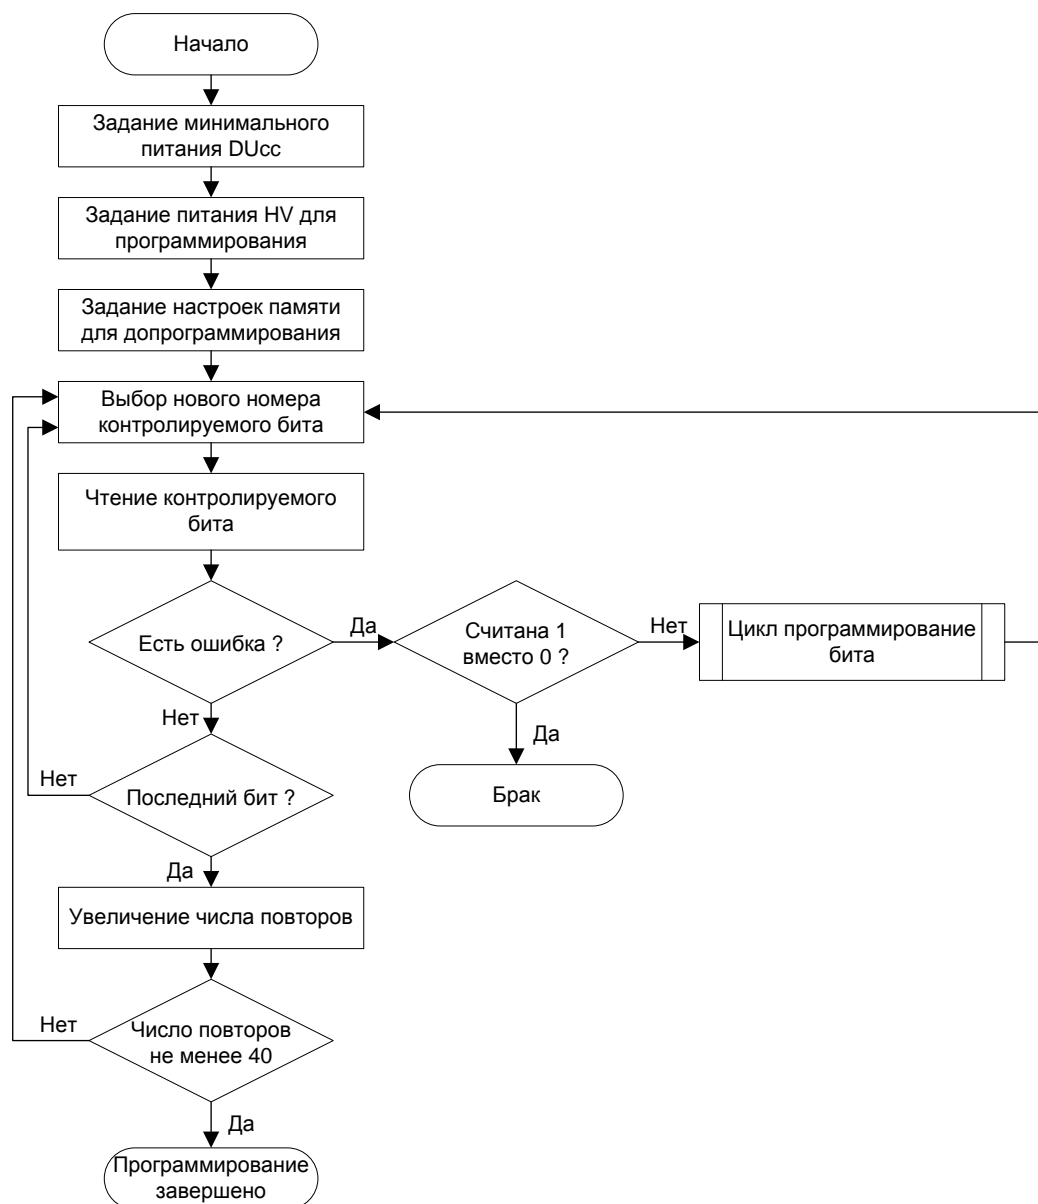 Начало
Задание минимального
питания DUcc
Задание питания HV для
программирования
Задание настроек памяти
для допрограммирования
Выбор нового номера
контролируемого бита
Чтение контролируемого
бита
Есть ошибка ?
Да
Считана 1
вместо 0 ?
Нет
Цикл программирование
бита
Нет
Да
Брак
Нет
Последний бит ?
Да
Увеличение числа повторов
Нет
Число повторов
не менее 40
Да
Программирование
завершено